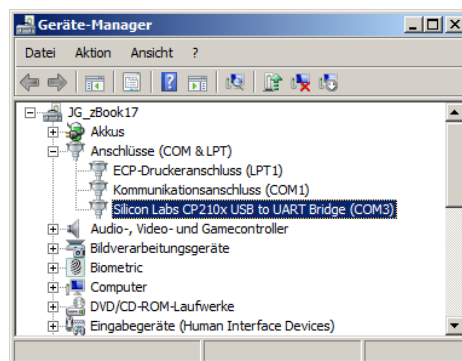 Geräte-Manager
Datei Aktion Ansicht ?
JG_zBook17
Akkus
Anschlüsse (COM & LPT)
ECP-Druckeranschluss (LPT1)
Kommunikationsanschluss (COM1)
Silicon Labs CP210x USB to UART Bridge (COM3)
Audio-, Video- und Gamecontroller
Bildverarbeitungsgeräte
Biometric
Computer
DVD/CD-ROM-Laufwerke
Eingabegeräte (Human Interface Devices)